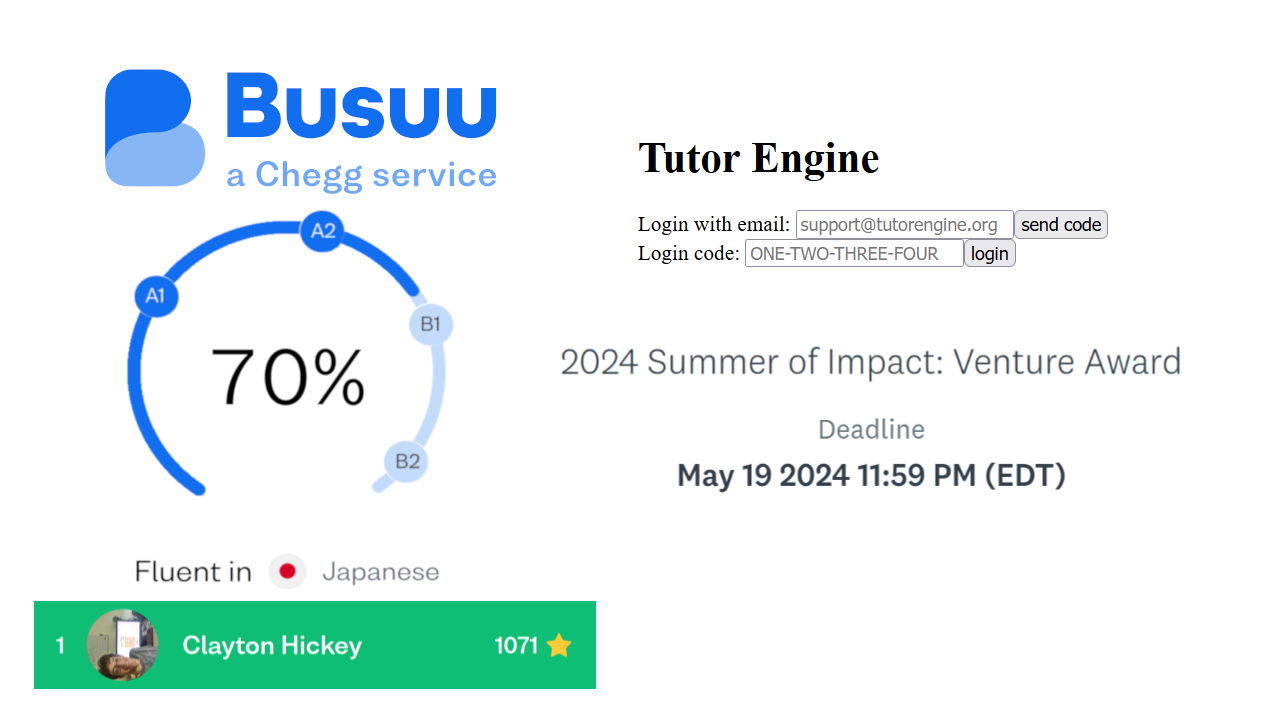 Busuu
a Chegg service
A2
A1
B1
70%
B2
Fluent in Japanese
1 Clayton Hickey 1071
Tutor Engine
Login with email: support@tutorengine.org send code
Login code: ONE-TWO-THREE-FOUR login
2024 Summer of Impact: Venture Award
Deadline
May 19 2024 11:59 PM (EDT)